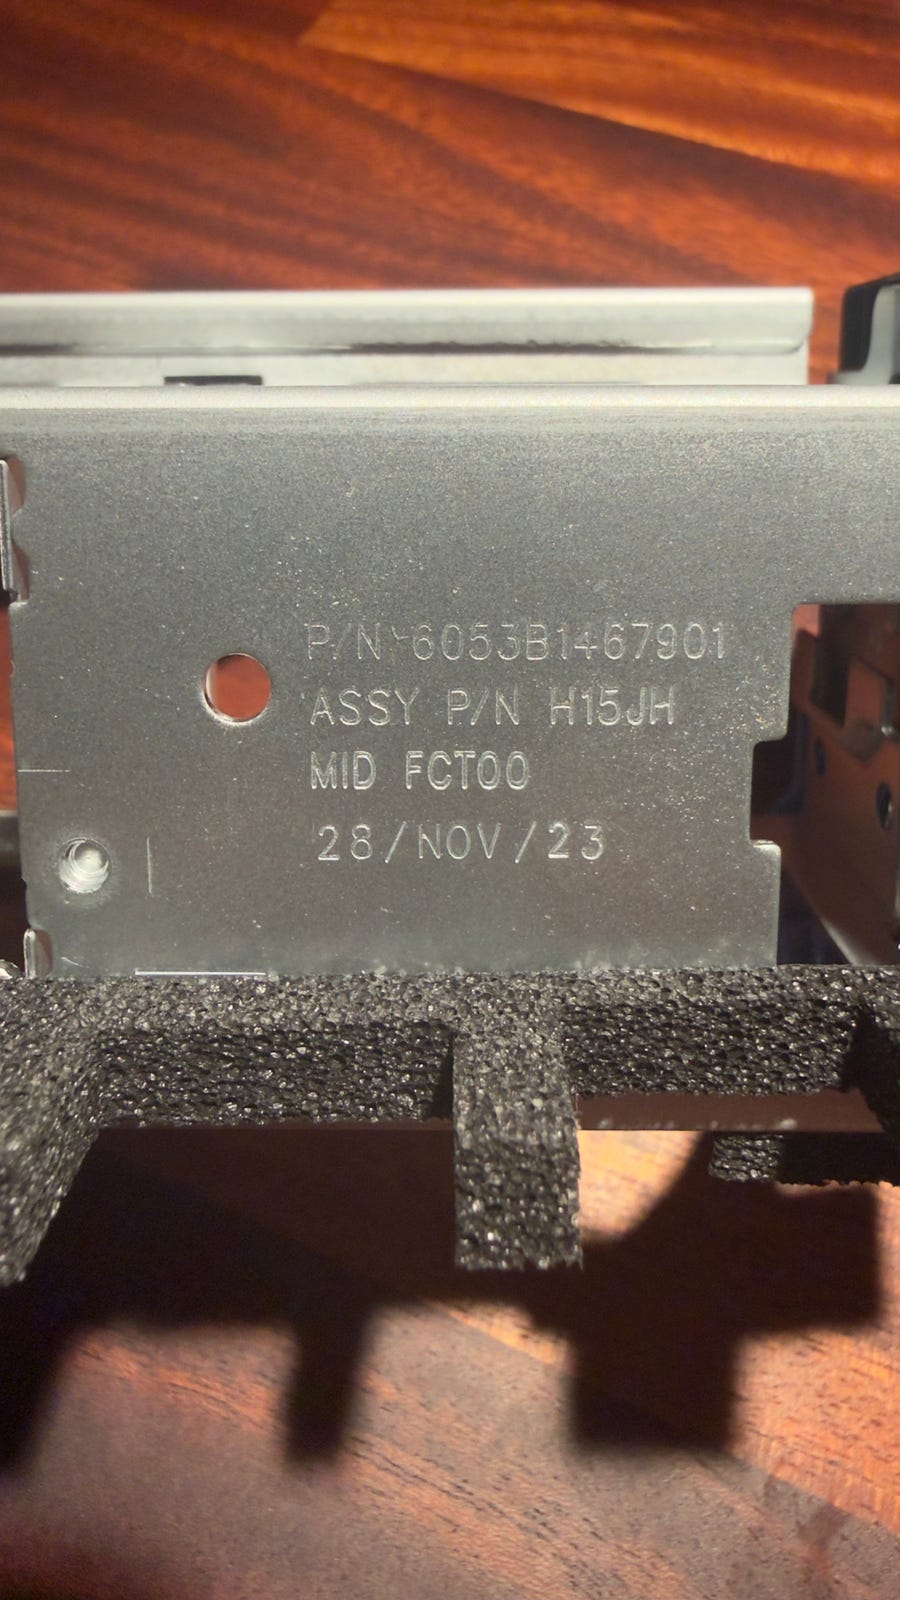 P/N 6053B1467901
ASSY P/N H15JH
MID FCT00
28/NOV/23